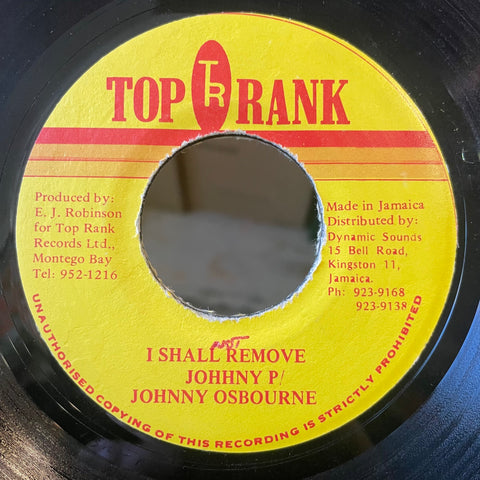 TOP TR RANK
Produced by:
E. J. Robinson
for Top Rank
Records Ltd.,
Montego Bay
Tel: 952-1216
Made in Jamaica
Distributed by:
Dynamic Sounds
15 Bell Road,
Kingston 11,
Jamaica.
Ph: 923-9168
923-9138
not
I SHALL REMOVE
JOHHNY P/
JOHNNY OSBOURNE
UNAUTHORISED COPYING OF THIS RECORDING IS STRICTLY PROHIBITED